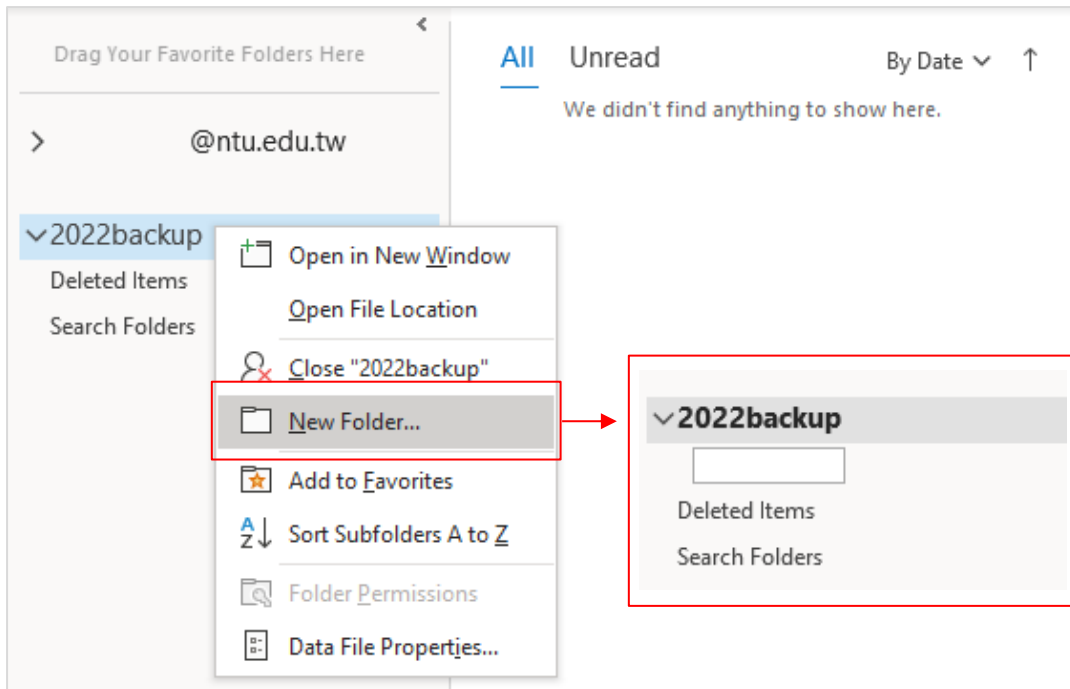 Drag Your Favorite Folders Here
All Unread By Date
We didn't find anything to show here.
@ntu.edu.tw
2022backup
Deleted Items
Search Folders
Open in New Window
Open File Location
Close "2022backup"
New Folder...
Add to Favorites
Sort Subfolders A to Z
Folder Permissions
Data File Properties...
2022backup
Deleted Items
Search Folders